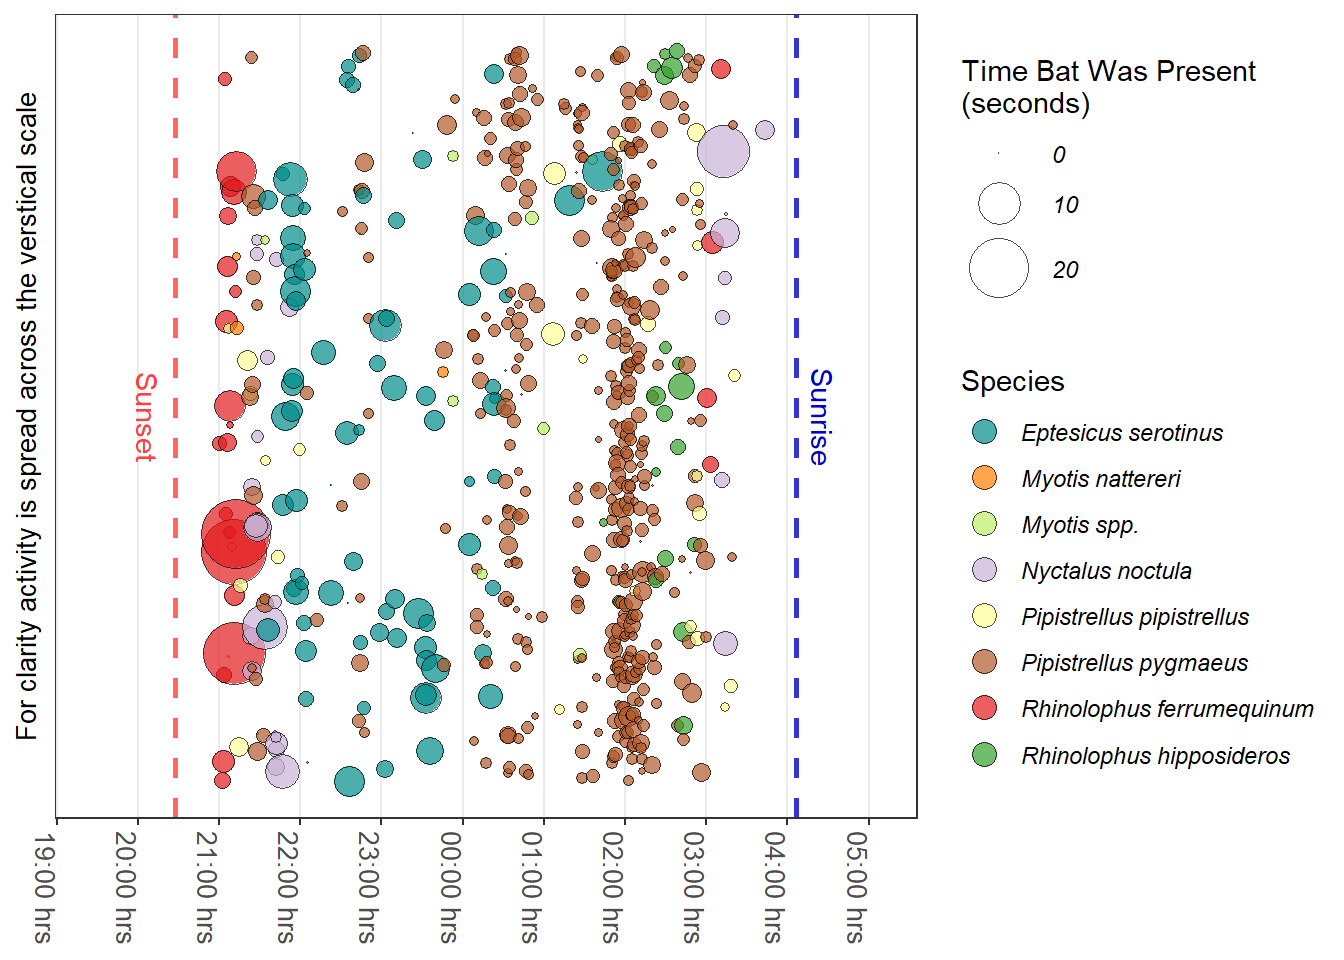 For clarity activity is spread across the verstical scale
Sunset
Sunrise
19:00 hrs
20:00 hrs
21:00 hrs
22:00 hrs
23:00 hrs
00:00 hrs
01:00 hrs
02:00 hrs
03:00 hrs
04:00 hrs
05:00 hrs
Time Bat Was Present
(seconds)
0
10
20
Species
Eptesicus serotinus
Myotis nattereri
Myotis spp.
Nyctalus noctula
Pipistrellus pipistrellus
Pipistrellus pygmaeus
Rhinolophus ferrumequinum
Rhinolophus hipposideros